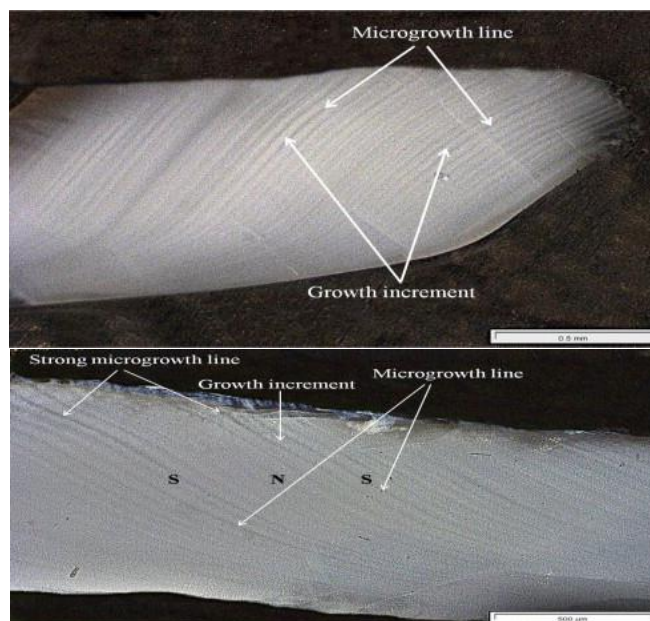 Microgrowth line
Growth increment
0.5 mm
Strong microgrowth line
Growth increment
Microgrowth line
S
N
S
500 µm